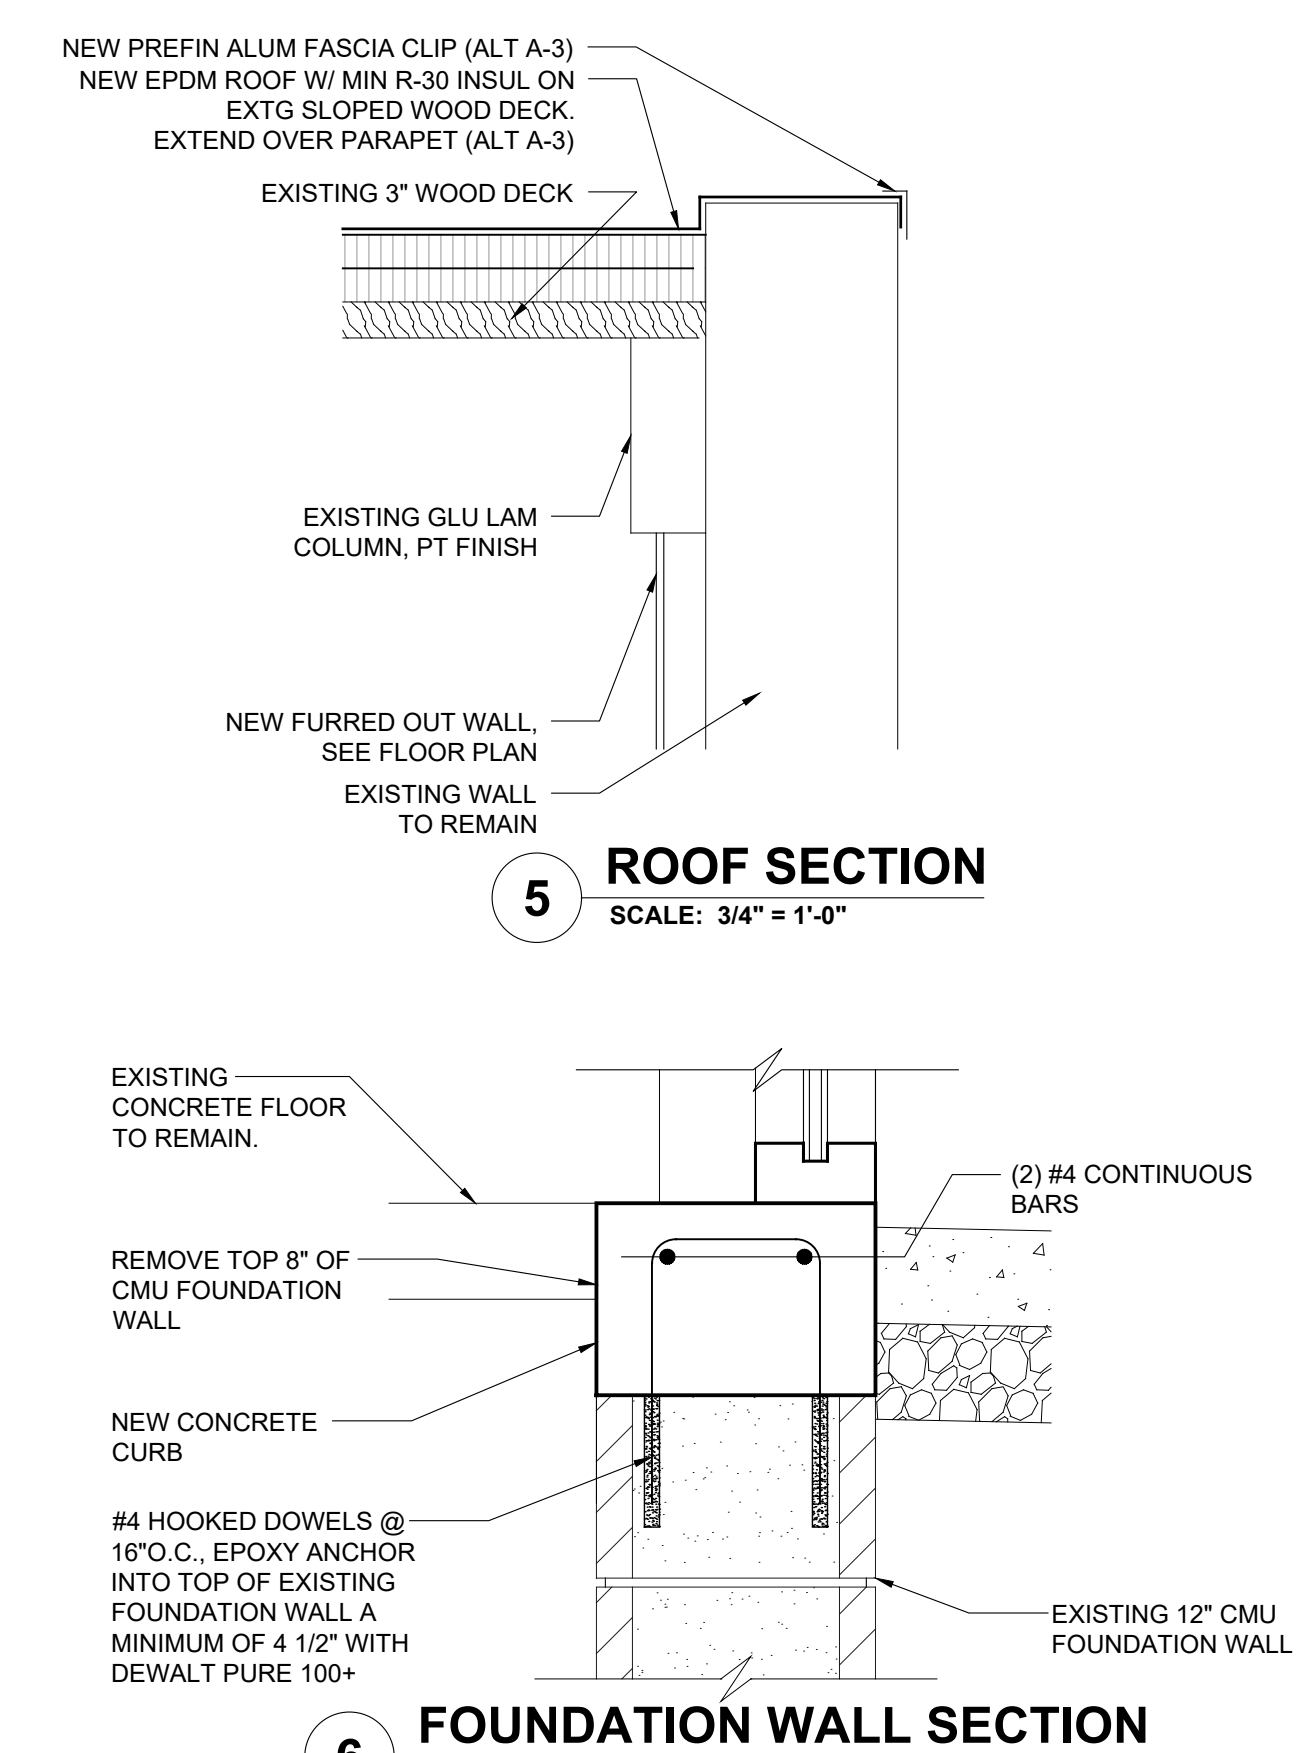 NEW PREFIN ALUM FASCIA CLIP (ALT A-3)
NEW EPDM ROOF W/ MIN R-30 INSUL ON
EXTG SLOPED WOOD DECK.
EXTEND OVER PARAPET (ALT A-3)
EXISTING 3" WOOD DECK
EXISTING GLU LAM
COLUMN, PT FINISH
NEW FURRED OUT WALL,
SEE FLOOR PLAN
EXISTING WALL
TO REMAIN
5
ROOF SECTION
SCALE: 3/4" = 1'-0"
EXISTING
CONCRETE FLOOR
TO REMAIN.
(2) #4 CONTINUOUS
BARS
REMOVE TOP 8" OF
CMU FOUNDATION
WALL
NEW CONCRETE
CURB
#4 HOOKED DOWELS @
16"O.C., EPOXY ANCHOR
INTO TOP OF EXISTING
FOUNDATION WALL A
MINIMUM OF 4 1/2" WITH
DEWALT PURE 100+
EXISTING 12" CMU
FOUNDATION WALL
6
FOUNDATION WALL SECTION